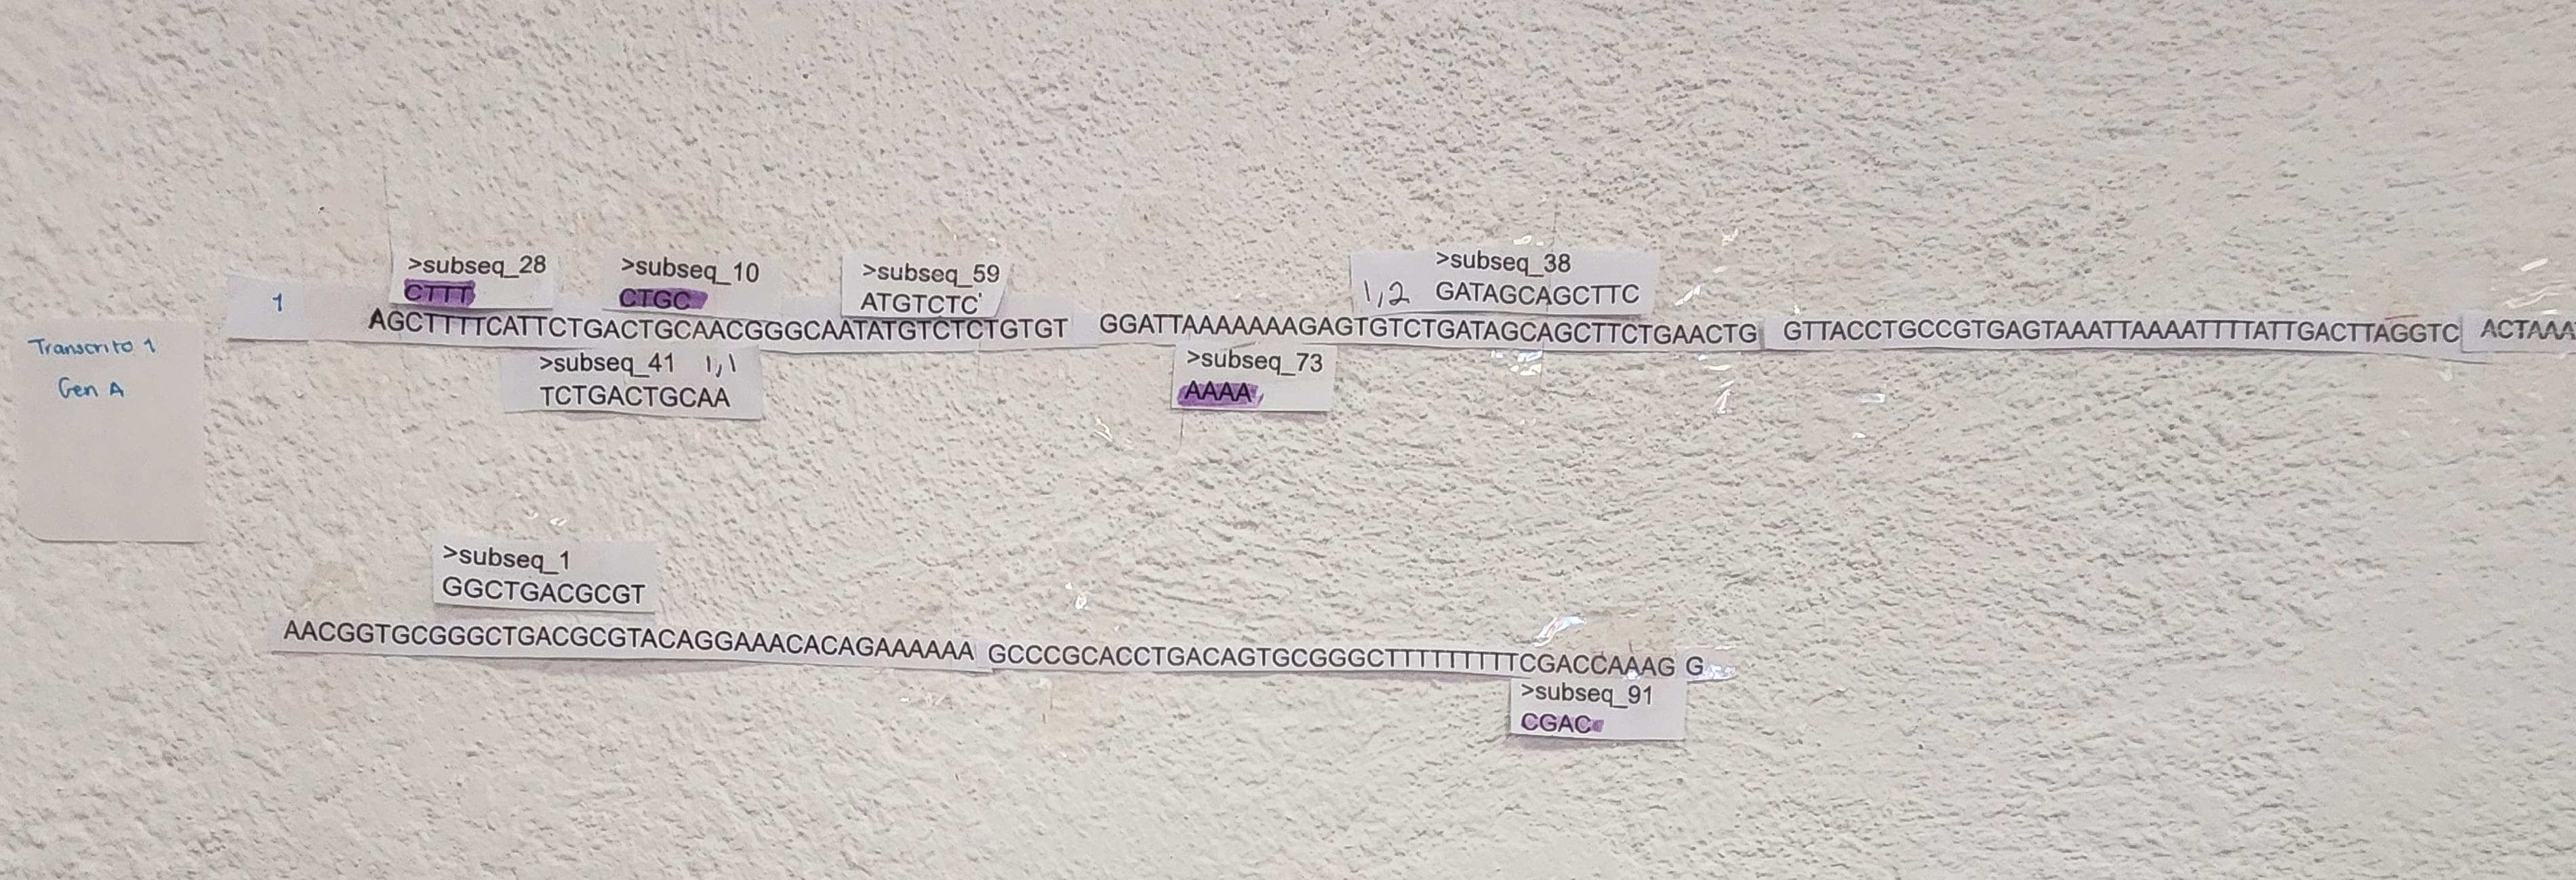 >subseq_28
CTTT
>subseq_10
CTGC
>subseq_59
ATGTCTC
>subseq_38
1,2 GATAGCAGCTTC
1
AGCTTTTCATTCTGACTGCAACGGGCAATATGTCTCTGTGT GGATTAAAAAAAGAGTGTCTGATAGCAGCTTCTGAACTG GTTACCTGCCGTGAGTAAATTAAAATTTTATTGACTTAGGTC ACTAAA
Transcrito 1
Gen A
>subseq_41 1,1
TCTGACTGCAA
>subseq_73
AAAA
>subseq_1
GGCTGACGCGT
AACGGTGCGGGCTGACGCGTACAGGAAACACAGAAAAAA GCCCGCACCTGACAGTGCGGGCTTTTTTTTTCGACCAAAG G
>subseq_91
CGAC